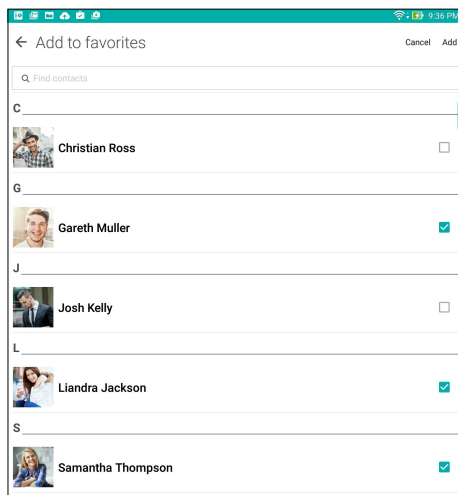 9:36 PM
Add to favorites
Cancel Add
Find contacts
C
Christian Ross
G
Gareth Muller
J
Josh Kelly
L
Liandra Jackson
S
Samantha Thompson